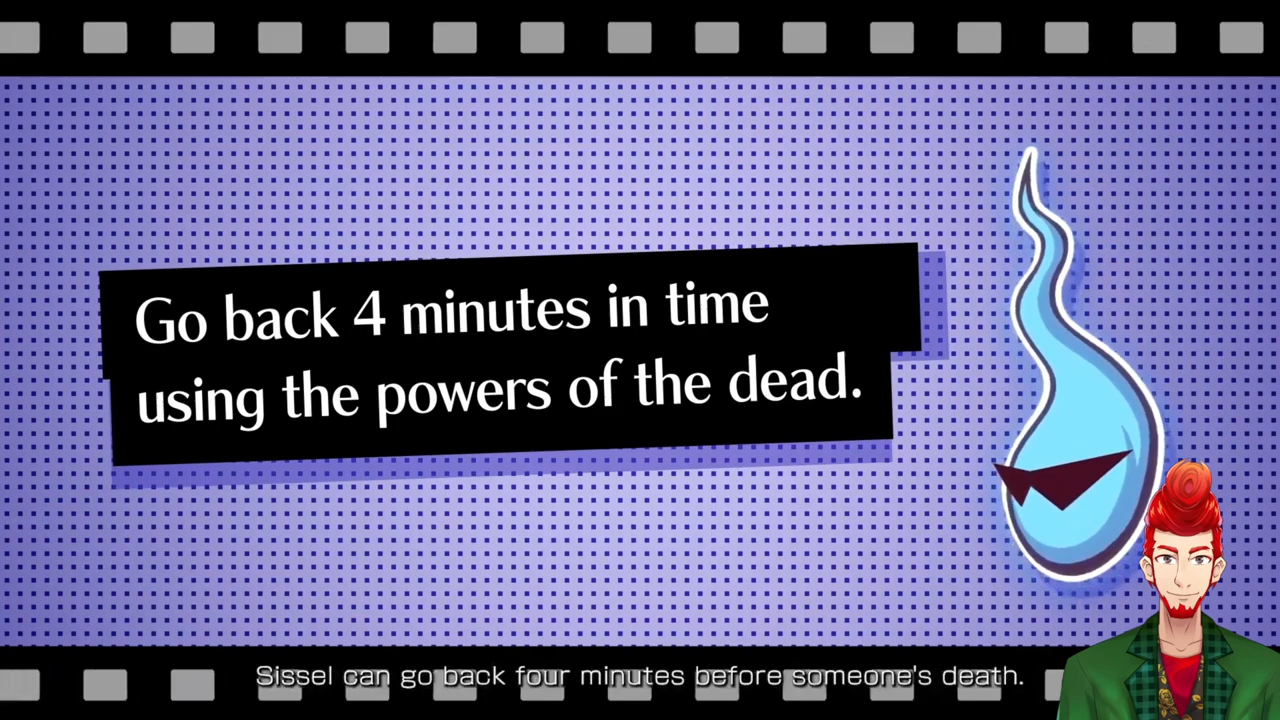 Go back 4 minutes in time
using the powers of the dead.
Sissel can go back four minutes before someone's death.